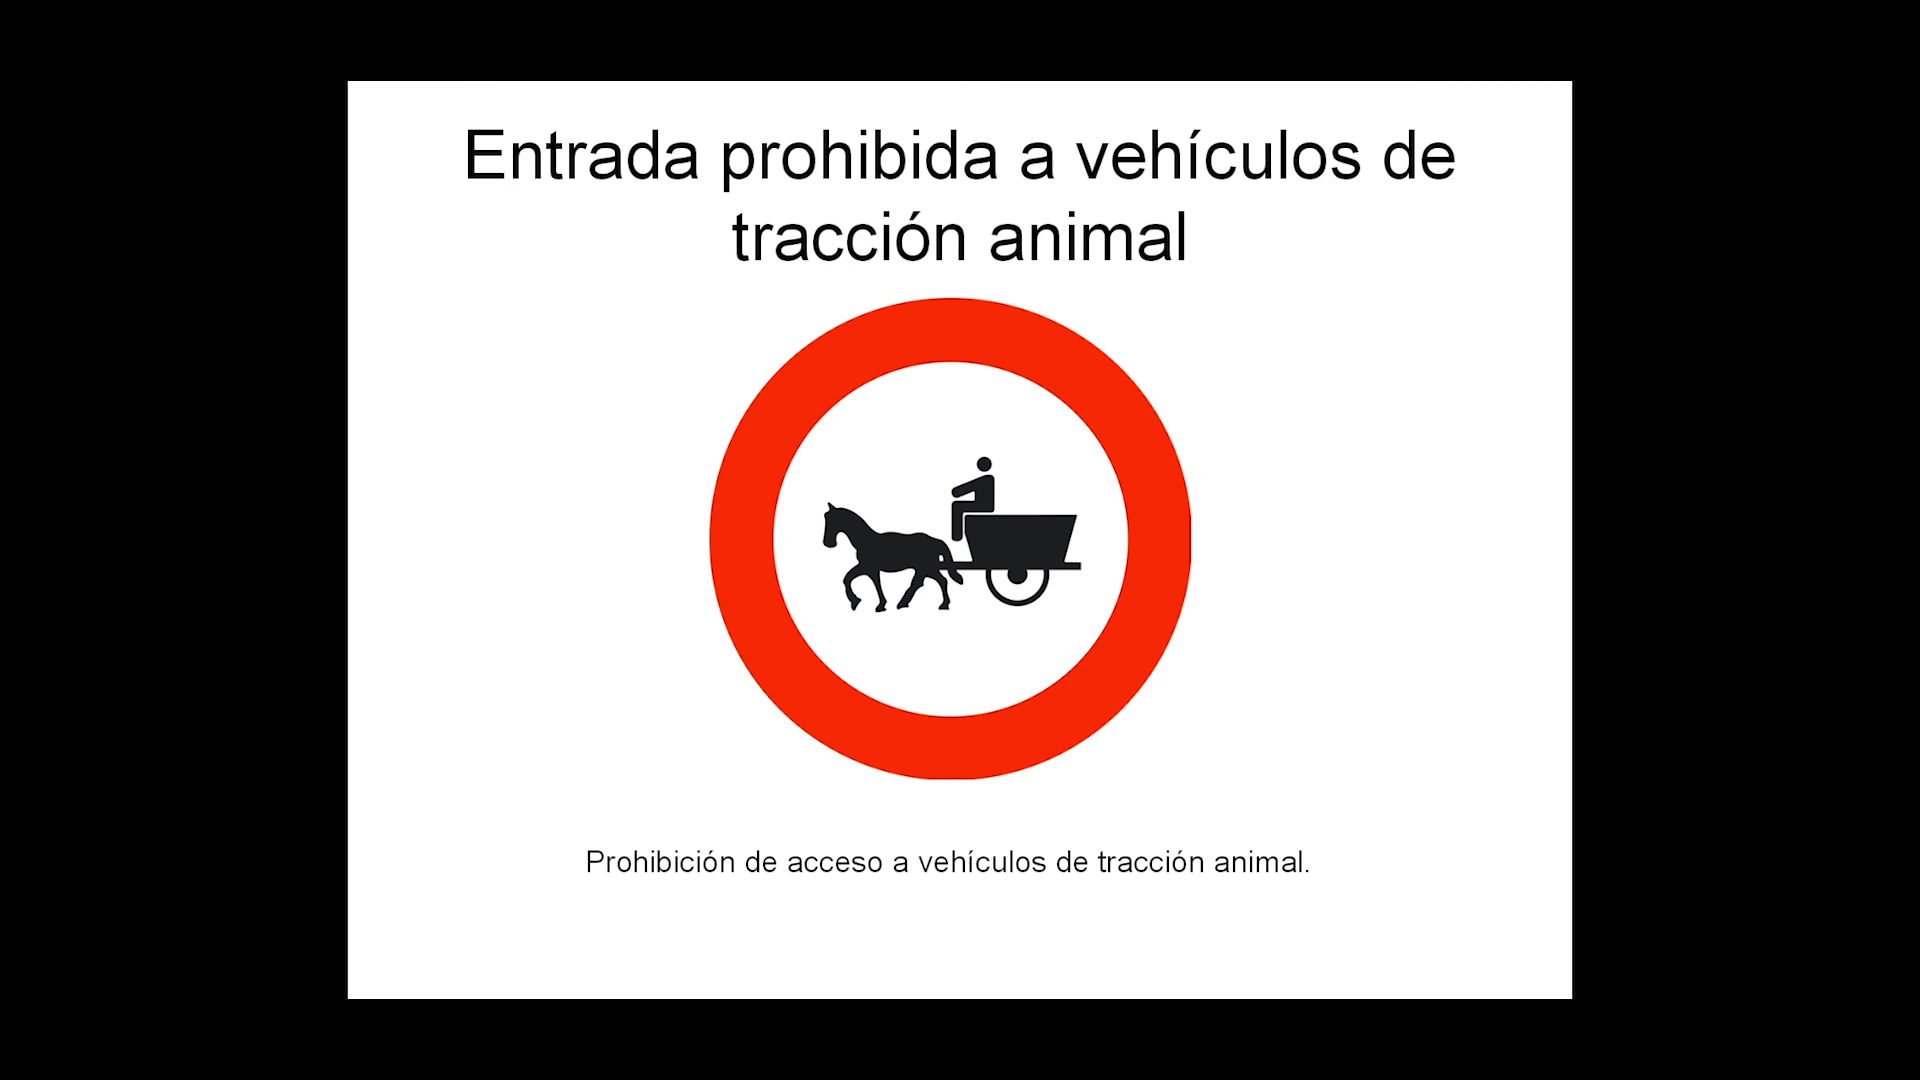 Entrada prohibida a vehículos de
tracción animal
Prohibición de acceso a vehículos de tracción animal.